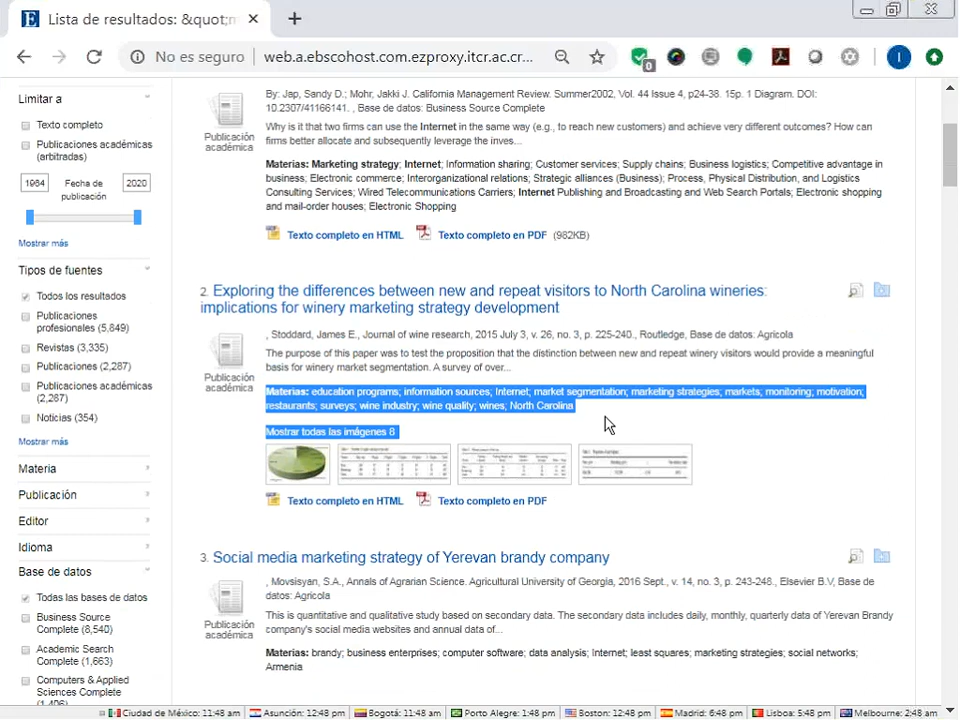 Lista de resultados: &quot;m
No es seguro
web.a.ebscohost.com.ezproxy.itcr.ac.cr...
0
I
Limitar a
Texto completo
Publicaciones académicas
(arbitradas)
1964
Fecha de
publicación
2020
Mostrar más
Tipos de fuentes
Todos los resultados
Publicaciones
profesionales (5,849)
Revistas (3,335)
Publicaciones (2,287)
Publicaciones académicas
(2,287)
Noticias (354)
Mostrar más
Materia
Publicación
Editor
Idioma
Base de datos
Todas las bases de datos
Business Source
Complete (8,540)
Academic Search
Complete (1,663)
Computers & Applied
Sciences Complete
Publicación
académica
By: Jap, Sandy D.; Mohr, Jakki J. California Management Review. Summer2002, Vol. 44 Issue 4, p24-38. 15p. 1 Diagram. DOI:
10.2307/41166141. , Base de datos: Business Source Complete
Why is it that two firms can use the Internet in the same way (e.g., to reach new customers) and achieve very different outcomes? How can
firms better allocate and subsequently leverage the inves...
Materias: Marketing strategy; Internet; Information sharing; Customer services; Supply chains; Business logistics; Competitive advantage in
business; Electronic commerce; Interorganizational relations; Strategic alliances (Business); Process, Physical Distribution, and Logistics
Consulting Services; Wired Telecommunications Carriers; Internet Publishing and Broadcasting and Web Search Portals; Electronic shopping
and mail-order houses; Electronic Shopping
Texto completo en HTML Texto completo en PDF (982KB)
2. Exploring the differences between new and repeat visitors to North Carolina wineries:
implications for winery marketing strategy development
Publicación
académica
, Stoddard, James E., Journal of wine research, 2015 July 3, v. 26, no. 3, p. 225-240., Routledge, Base de datos: Agricola
The purpose of this paper was to test the proposition that the distinction between new and repeat winery visitors would provide a meaningful
basis for winery market segmentation. A survey of over...
Materias: education programs; information sources; Internet; market segmentation; marketing strategies; markets; monitoring; motivation;
restaurants; surveys; wine industry; wine quality; wines; North Carolina
Mostrar todas las imágenes 8
Texto completo en HTML Texto completo en PDF
3. Social media marketing strategy of Yerevan brandy company
Publicación
académica
, Movsisyan, S.A., Annals of Agrarian Science. Agricultural University of Georgia, 2016 Sept., v. 14, no. 3, p. 243-248., Elsevier B.V, Base de
datos: Agricola
This is quantitative and qualitative study based on secondary data. The secondary data includes daily, monthly, quarterly data of Yerevan Brandy
company's social media websites and annual data of...
Materias: brandy; business enterprises; computer software; data analysis; Internet; least squares; marketing strategies; social networks;
Armenia
Ciudad de México: 11:48 am Asunción: 12:48 pm Bogotá: 11:48 am Porto Alegre: 1:48 pm Boston: 12:48 pm Madrid: 6:48 pm Lisboa: 5:48 pm Melbourne: 2:48 am